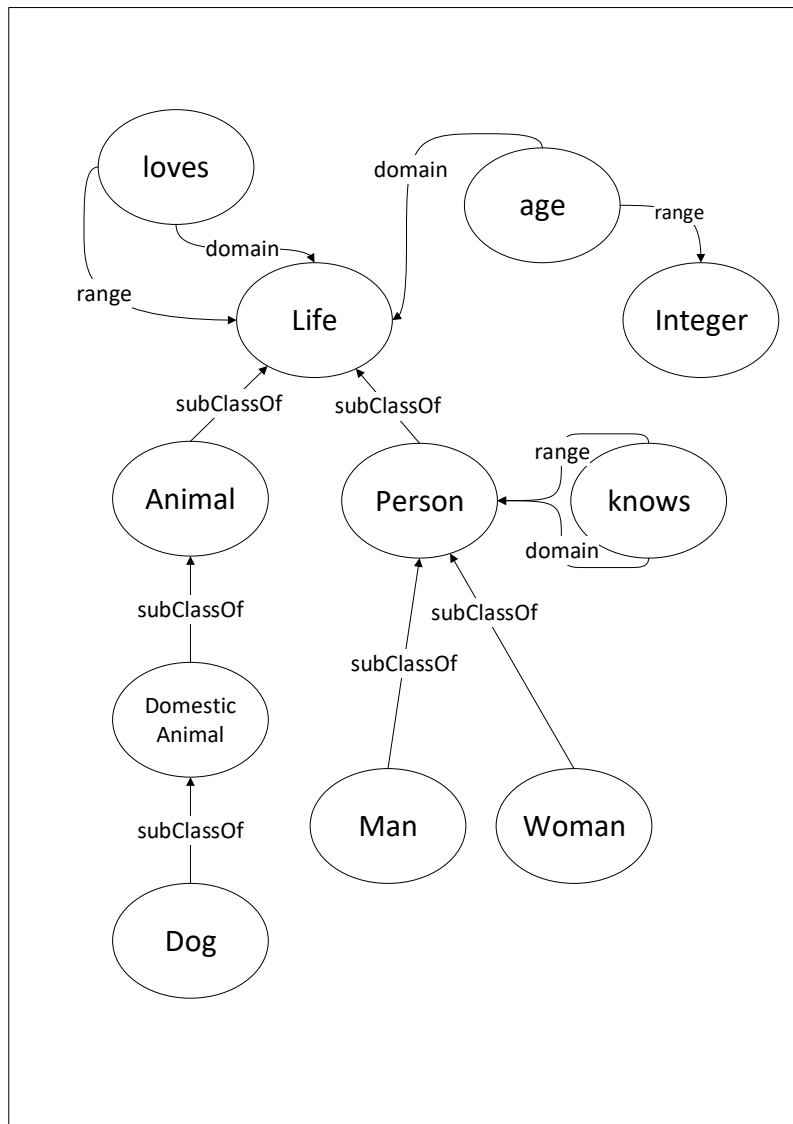 loves
domain
age
range
domain
range
Life
Integer
subClassOf
subClassOf
Animal
Person
range
knows
domain
subClassOf
subClassOf
subClassOf
Domestic
Animal
Man
Woman
subClassOf
Dog